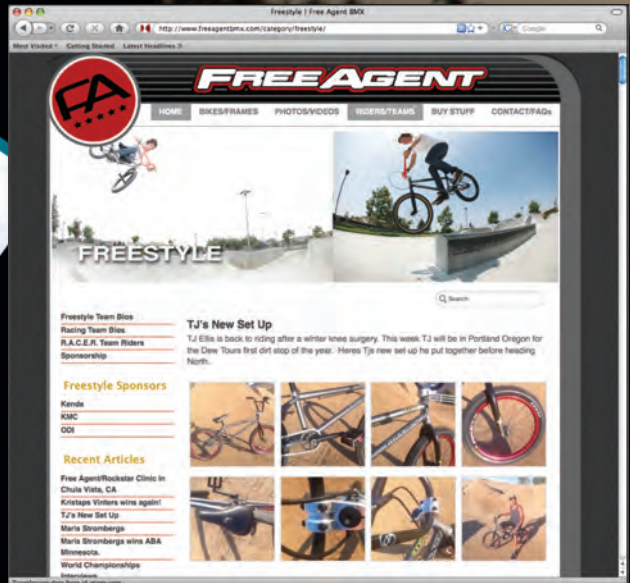 Freestyle | Free Agent BMX
http://www.freeagentbmx.com/category/freestyle/
Google
Most Visited Getting Started Latest Headlines
FA
FREEAGENT
HOME BIKES/FRAMES PHOTOS/VIDEOS RIDERS/TEAMS BUY STUFF CONTACT/FAQs
FREESTYLE
Search
Freestyle Team Bios
Racing Team Bios
R.A.C.E.R. Team Riders
Sponsorship
Freestyle Sponsors
Kenda
KMC
ODI
Recent Articles
Free Agent/Rockstar Clinic in
Chula Vista, CA
Kristaps Vinters wins again!
TJ's New Set Up
Maris Strombergs
Maris Strombergs wins ABA
Minnesota.
World Championships
Interviews
TJ's New Set Up
TJ Ellis is back to riding after a winter knee surgery. This week TJ will be in Portland Oregon for
the Dew Tours first dirt stop of the year. Heres Tjs new set up he put together before heading
North.